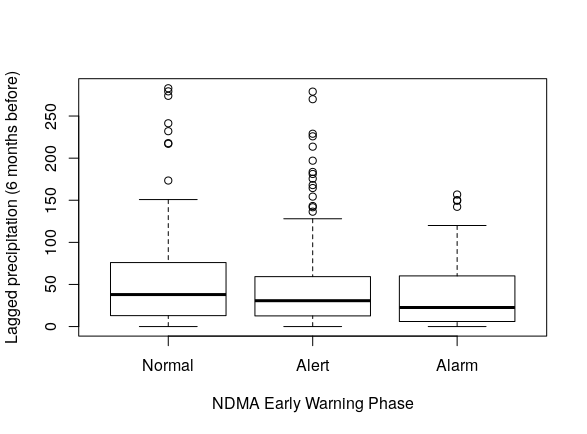 Lagged precipitation (6 months before)
250
200
150
100
50
0
Normal Alert Alarm
NDMA Early Warning Phase